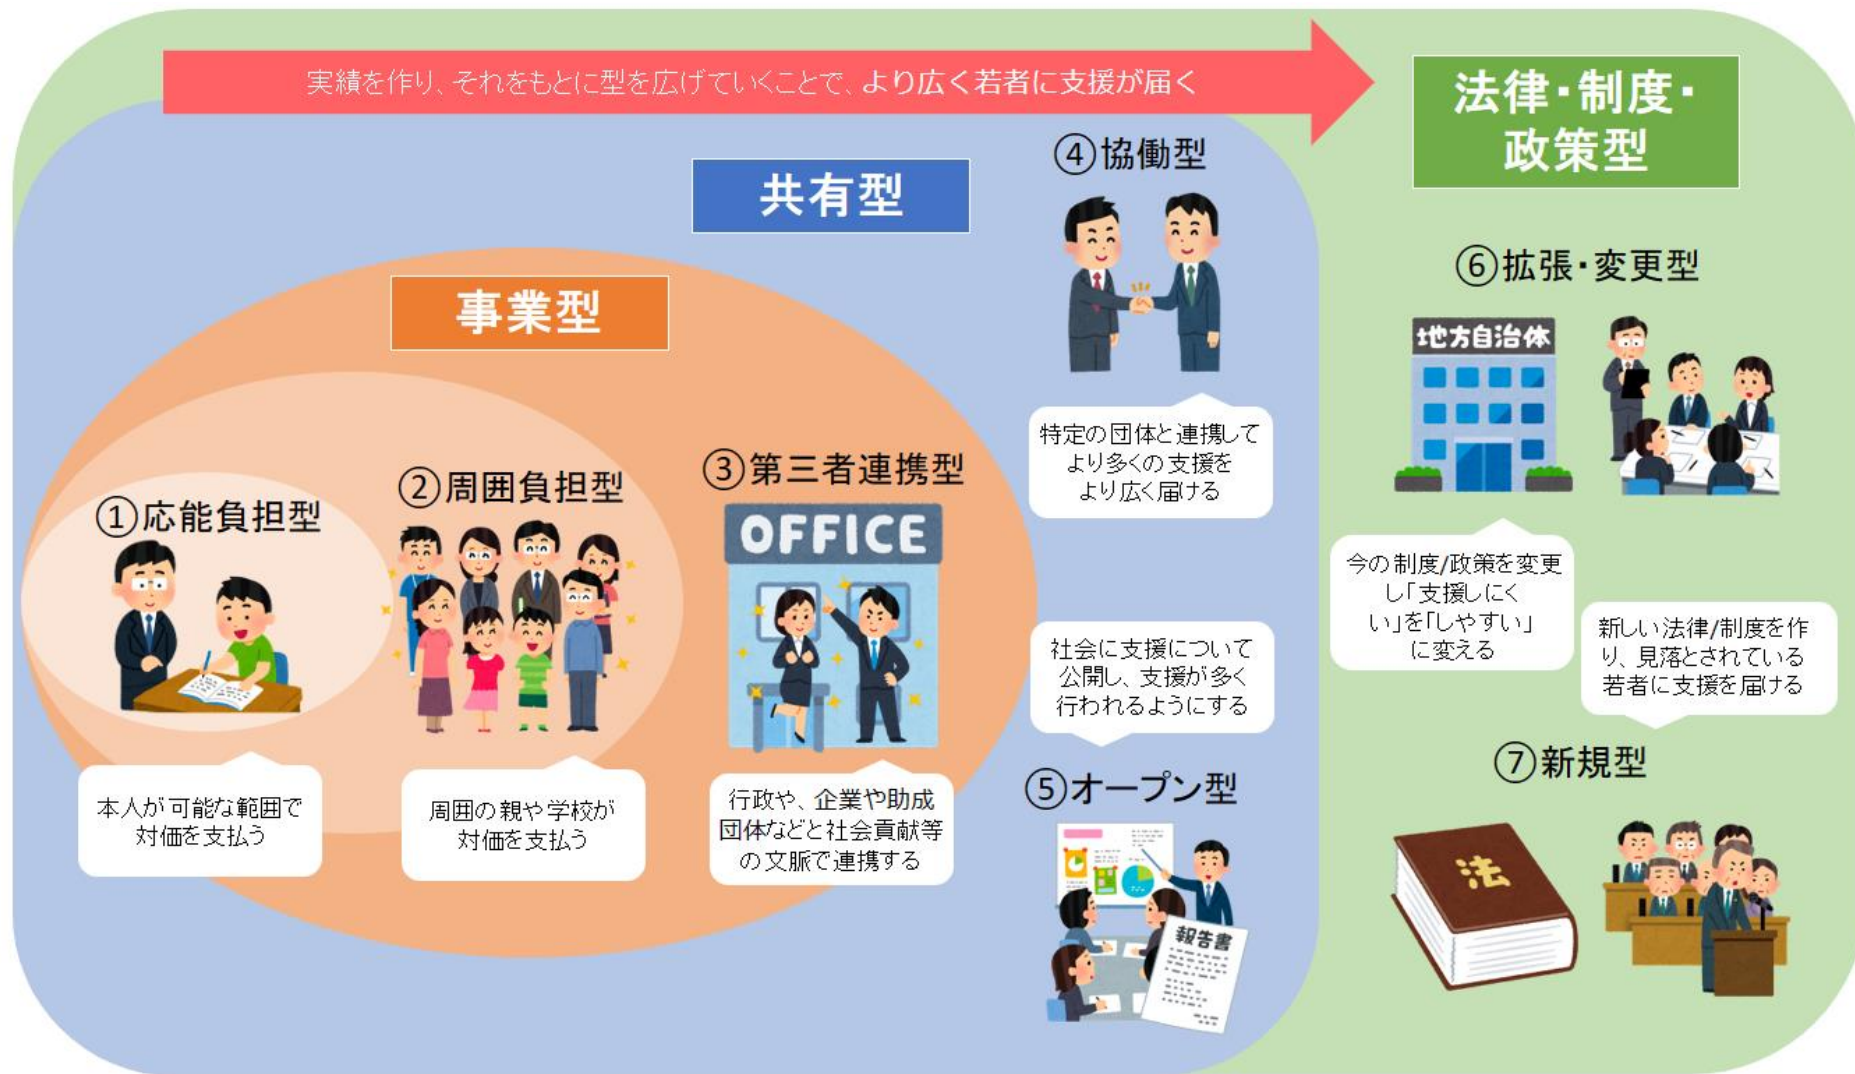 実績を作り、それをもとに型を広げていくことで、より広く若者に支援が届く
法律・制度・
政策型
共有型
事業型
①応能負担型
本人が可能な範囲で
対価を支払う
②周囲負担型
周囲の親や学校が
対価を支払う
③第三者連携型
OFFICE
行政や、企業や助成
団体などと社会貢献等
の文脈で連携する
④協働型
特定の団体と連携して
より多くの支援を
より広く届ける
社会に支援について
公開し、支援が多く
行われるようにする
⑤オープン型
報告書
⑥拡張・変更型
地方自治体
今の制度/政策を変更
し「支援しにく
い」を「しやすい」
に変える
新しい法律/制度を作
り、見落とされている
若者に支援を届ける
⑦新規型
法